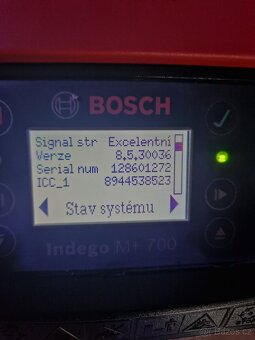 BOSCH
Signal str Excelentní
Verze 8.5.30036
Serial num 128601272
ICC_1 8944538523
Stav systému
Indego M+ 700